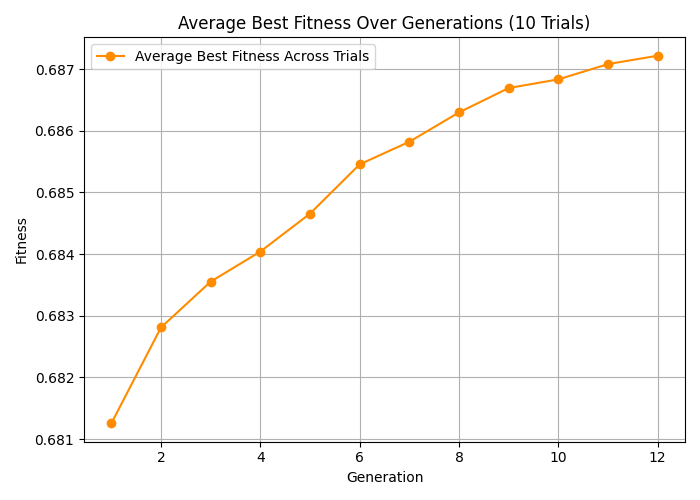 Average Best Fitness Over Generations (10 Trials)
Average Best Fitness Across Trials
Fitness
0.687
0.686
0.685
0.684
0.683
0.682
0.681
2 4 6 8 10 12
Generation